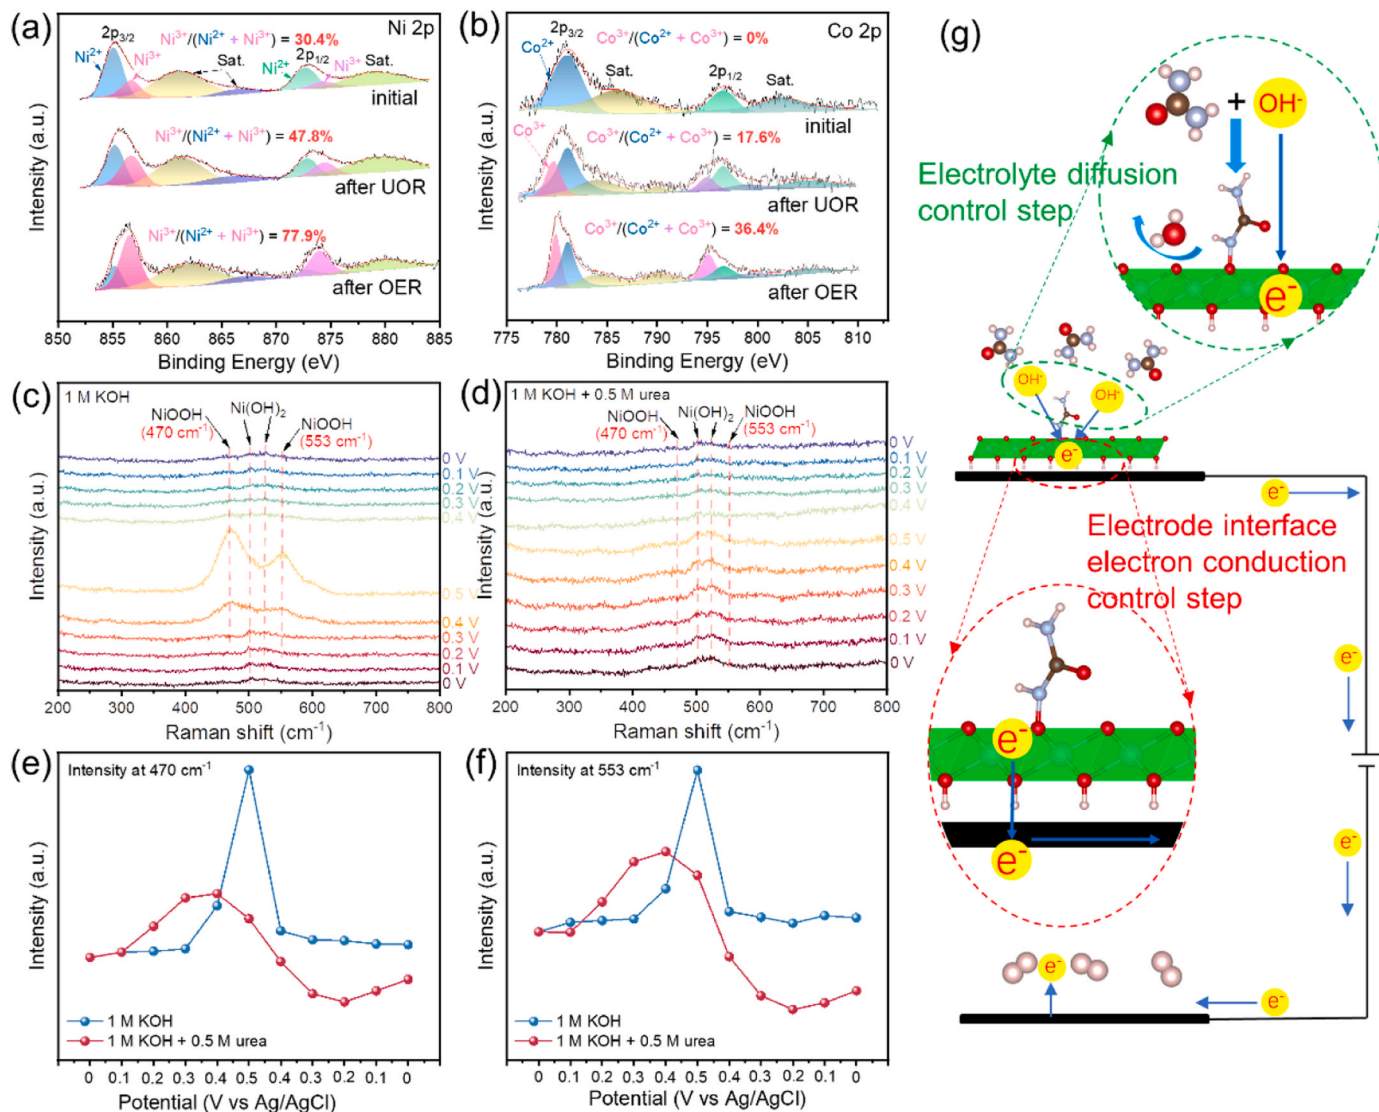 (a)
Ni 2p
2p3/2
Ni3+/(Ni2+ + Ni3+) = 30.4%
Ni2+
Ni3+
Sat.
Ni2+
2p1/2
Ni3+
Sat.
initial
Ni3+/(Ni2+ + Ni3+) = 47.8%
after UOR
Ni3+/(Ni2+ + Ni3+) = 77.9%
after OER
Intensity (a.u.)
850 855 860 865 870 875 880 885
Binding Energy (eV)
(b)
Co 2p
2p3/2
Co3+/(Co2+ + Co3+) = 0%
Co2+
Sat.
2p1/2
Sat.
initial
Co3+
Co3+/(Co2+ + Co3+) = 17.6%
after UOR
Co3+/(Co2+ + Co3+) = 36.4%
after OER
Intensity (a.u.)
775 780 785 790 795 800 805 810
Binding Energy (eV)
(c)
1 M KOH
NiOOH
(470 cm-1)
Ni(OH)2
NiOOH
(553 cm-1)
0 V
0.1 V
0.2 V
0.3 V
0.4 V
0.5 V
0.4 V
0.3 V
0.2 V
0.1 V
0 V
Intensity (a.u.)
200 300 400 500 600 700 800
Raman shift (cm-1)
(d)
1 M KOH + 0.5 M urea
NiOOH
(470 cm-1)
Ni(OH)2
NiOOH
(553 cm-1)
0 V
0.1 V
0.2 V
0.3 V
0.4 V
0.5 V
0.4 V
0.3 V
0.2 V
0.1 V
0 V
Intensity (a.u.)
200 300 400 500 600 700 800
Raman shift (cm-1)
(e)
Intensity at 470 cm-1
1 M KOH
1 M KOH + 0.5 M urea
Intensity (a.u.)
0 0.1 0.2 0.3 0.4 0.5 0.4 0.3 0.2 0.1 0
Potential (V vs Ag/AgCl)
(f)
Intensity at 553 cm-1
1 M KOH
1 M KOH + 0.5 M urea
Intensity (a.u.)
0 0.1 0.2 0.3 0.4 0.5 0.4 0.3 0.2 0.1 0
Potential (V vs Ag/AgCl)
(g)
+
OH-
Electrolyte diffusion
control step
e-
OH-
OH-
e-
e-
Electrode interface
electron conduction
control step
e-
e-
e-
e-
e-
e-